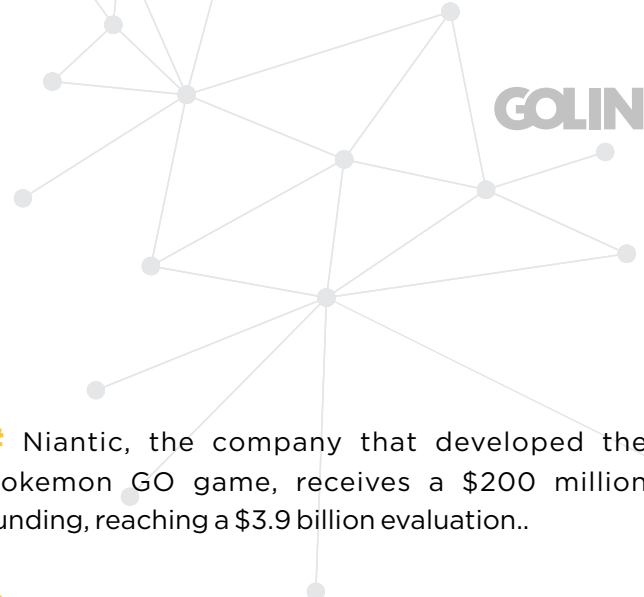 GOLIN
# Niantic, the company that developed the
okemon GO game, receives a $200 million
unding, reaching a $3.9 billion evaluation..